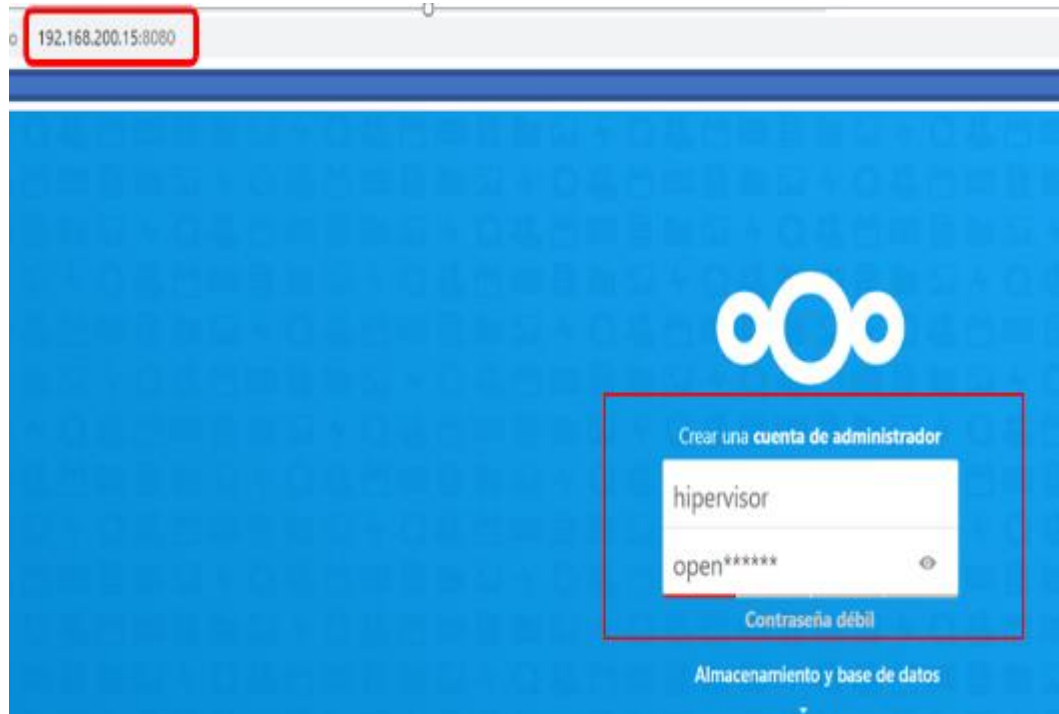 192.168.200.15:8080
Crear una cuenta de administrador
hipervisor
open******
Contraseña débil
Almacenamiento y base de datos